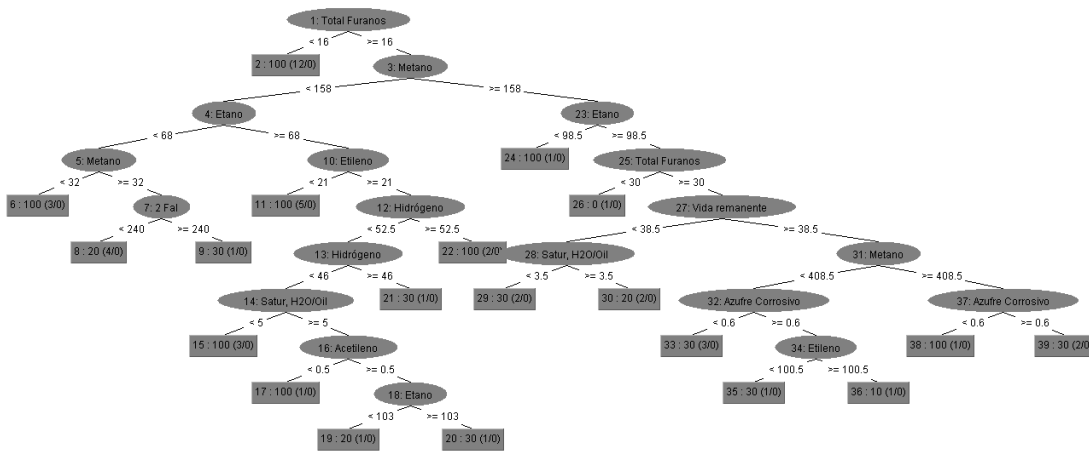 1: Total Furanos
< 16 >= 16
2 : 100 (12/0) 3: Metano
< 158 >= 158
4: Etano 23: Etano
< 68 >= 68 < 98.5 >= 98.5
5: Metano 10: Etileno 24 : 100 (1/0) 25: Total Furanos
< 32 >= 32 < 21 >= 21 < 30 >= 30
6 : 100 (3/0) 7: 2 Fal 11 : 100 (5/0) 12: Hidrógeno 26 : 0 (1/0) 27: Vida remanente
< 240 >= 240 < 52.5 >= 52.5 < 38.5 >= 38.5
8 : 20 (4/0) 9 : 30 (1/0) 13: Hidrógeno 22 : 100 (2/0) 28: Satur, H2O/Oil 31: Metano
< 46 >= 46 < 3.5 >= 3.5 < 408.5 >= 408.5
14: Satur, H2O/Oil 21 : 30 (1/0) 29 : 30 (2/0) 30 : 20 (2/0) 32: Azufre Corrosivo 37: Azufre Corrosivo
< 5 >= 5 < 0.6 >= 0.6 < 0.6 >= 0.6
15 : 100 (3/0) 16: Acetileno 33 : 30 (3/0) 34: Etileno 38 : 100 (1/0) 39 : 30 (2/0
< 0.5 >= 0.5 < 100.5 >= 100.5
17 : 100 (1/0) 18: Etano 35 : 30 (1/0) 36 : 10 (1/0)
< 103 >= 103
19 : 20 (1/0) 20 : 30 (1/0)